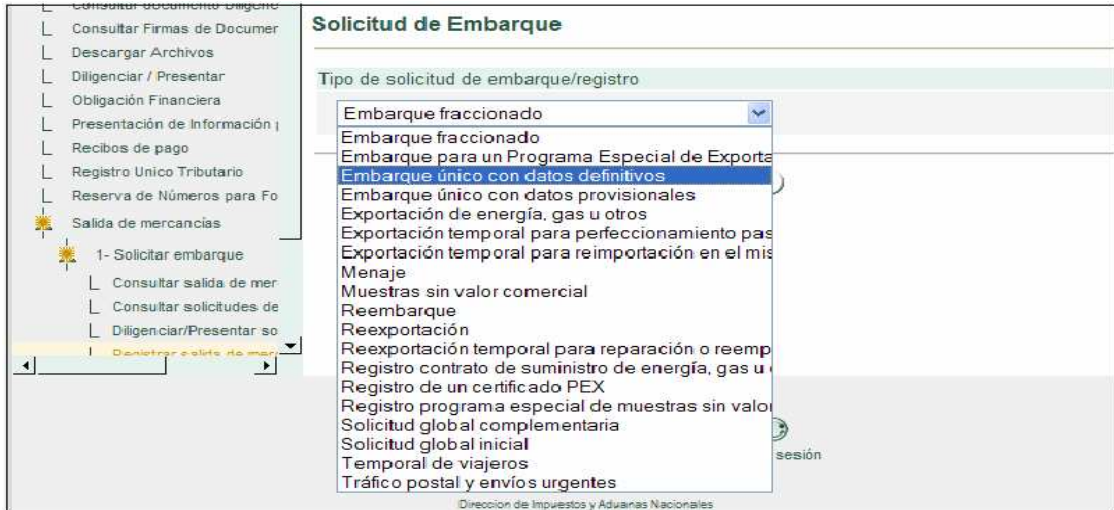 Consultar documento Diligenc
Consultar Firmas de Documer
Descargar Archivos
Diligenciar / Presentar
Obligación Financiera
Presentación de Información
Recibos de pago
Registro Unico Tributario
Reserva de Números para Fo
Salida de mercancías
1- Solicitar embarque
Consultar salida de mer
Consultar solicitudes de
Diligenciar/Presentar so
Registrar salida de merc
Solicitud de Embarque
Tipo de solicitud de embarque/registro
Embarque fraccionado
Embarque fraccionado
Embarque para un Programa Especial de Exporta
Embarque único con datos definitivos
Embarque único con datos provisionales
Exportación de energía, gas u otros
Exportación temporal para perfeccionamiento pas
Exportación temporal para reimportación en el mis
Menaje
Muestras sin valor comercial
Reembarque
Reexportación
Reexportación temporal para reparación o reemp
Registro contrato de suministro de energía, gas u
Registro de un certificado PEX
Registro programa especial de muestras sin valor
Solicitud global complementaria
Solicitud global inicial
Temporal de viajeros
Tráfico postal y envíos urgentes
sesión
Direccion de Impuestos y Aduanas Nacionales